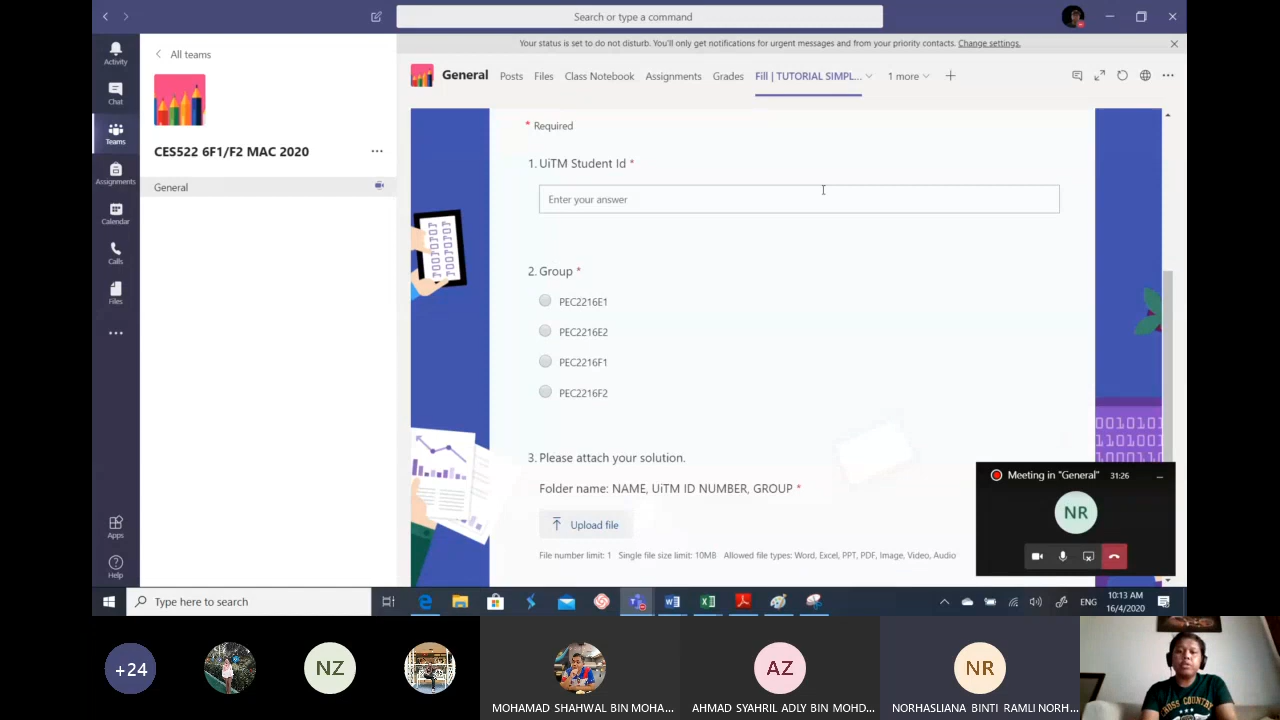 Search or type a command
Your status is set to do not disturb. You'll only get notifications for urgent messages and from your priority contacts. Change settings.
Activity
Chat
Teams
Assignments
Calendar
Calls
Files
Apps
Help
All teams
CES522 6F1/F2 MAC 2020
General
General Posts Files Class Notebook Assignments Grades Fill | TUTORIAL SIMPL... 1 more
* Required
1. UiTM Student Id *
Enter your answer
2. Group *
PEC2216E1
PEC2216E2
PEC2216F1
PEC2216F2
3. Please attach your solution.
Folder name: NAME, UiTM ID NUMBER, GROUP *
Upload file
File number limit: 1 Single file size limit: 10MB Allowed file types: Word, Excel, PPT, PDF, Image, Video, Audio
Meeting in "General" 31:26
NR
Type here to search
ENG
10:13 AM
16/4/2020
+24
NZ
AZ
NR
MOHAMAD SHAHWAL BIN MOHA...
AHMAD SYAHRIL ADLY BIN MOHD...
NORHASLIANA BINTI RAMLI NORH...
CROSS COUNTRY